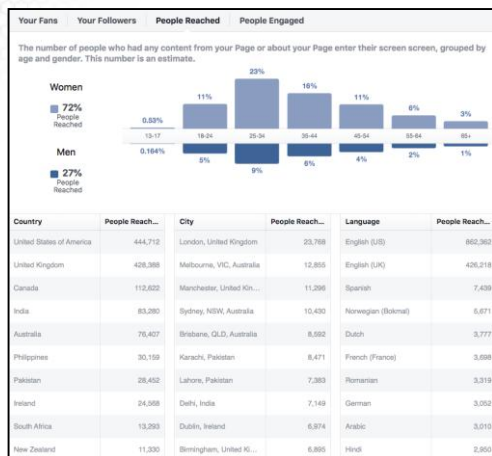 Your Fans Your Followers People Reached People Engaged
The number of people who had any content from your Page or about your Page enter their screen screen, grouped by
age and gender. This number is an estimate.
Women
72%
People
Reached
0.53% 11% 23% 16% 11% 6% 3%
13-17 18-24 25-34 35-44 45-54 55-64 65+
Men
0.164% 5% 9% 6% 4% 2% 1%
27%
People
Reached
Country People Reach... City People Reach... Language People Reach...
United States of America 444,712 London, United Kingdom 23,768 English (US) 862,362
United Kingdom 428,388 Melbourne, VIC, Australia 12,855 English (UK) 426,218
Canada 112,622 Manchester, United Kin... 11,296 Spanish 7,439
India 83,280 Sydney, NSW, Australia 10,430 Norwegian (Bokmal) 5,671
Australia 76,407 Brisbane, QLD, Australia 8,592 Dutch 3,777
Philippines 30,159 Karachi, Pakistan 8,471 French (France) 3,698
Pakistan 28,452 Lahore, Pakistan 7,383 Romanian 3,319
Ireland 24,568 Delhi, India 7,149 German 3,052
South Africa 13,293 Dublin, Ireland 6,974 Arabic 3,010
New Zealand 11,330 Birmingham, United Ki... 6,895 Hindi 2,950